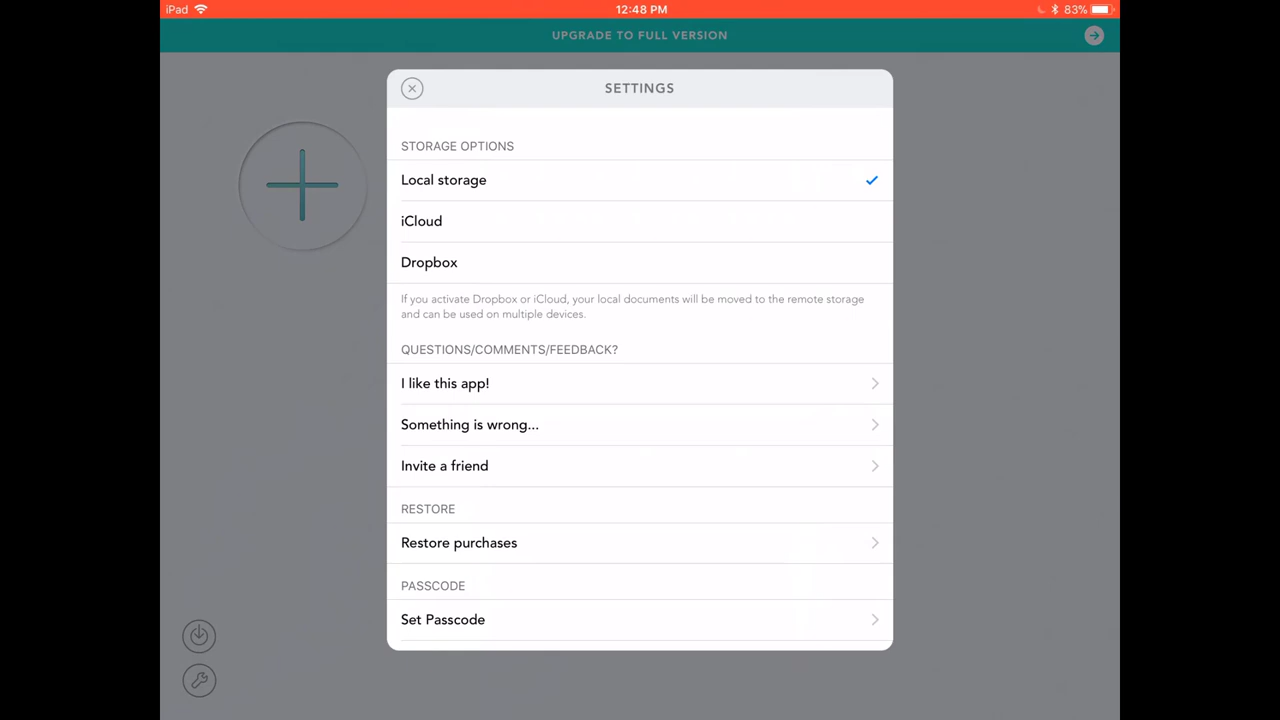 iPad
12:48 PM
83%
UPGRADE TO FULL VERSION
SETTINGS
STORAGE OPTIONS
Local storage
iCloud
Dropbox
If you activate Dropbox or iCloud, your local documents will be moved to the remote storage
and can be used on multiple devices.
QUESTIONS/COMMENTS/FEEDBACK?
I like this app!
Something is wrong...
Invite a friend
RESTORE
Restore purchases
PASSCODE
Set Passcode